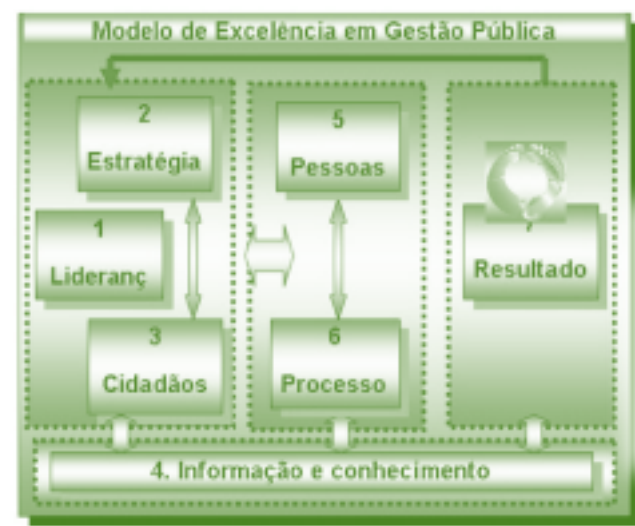 Modelo de Excelência em Gestão Pública
2
Estratégia
1
Lideranç
3
Cidadãos
5
Pessoas
6
Processo
7
Resultado
4. Informação e conhecimento